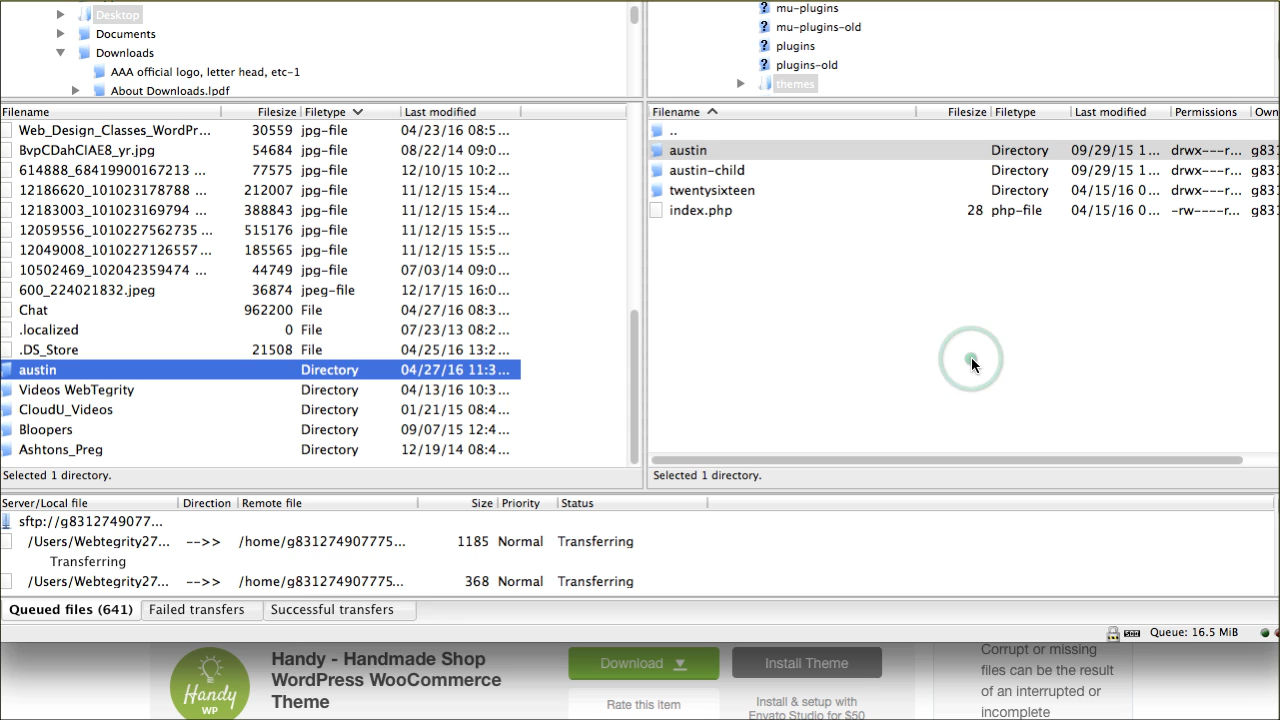 Desktop
Documents
Downloads
AAA official logo, letter head, etc-1
About Downloads.lpdf
mu-plugins
mu-plugins-old
plugins
plugins-old
themes
Filename Filesize Filetype Last modified
Web_Design_Classes_WordPr... 30559 jpg-file 04/23/16 08:5...
BvpCDahCIAE8_yr.jpg 54684 jpg-file 08/22/14 09:0...
614888_68419900167213 ... 77575 jpg-file 12/10/15 10:2...
12186620_101023178788 ... 212007 jpg-file 11/12/15 15:4...
12183003_101023169794 ... 388843 jpg-file 11/12/15 15:4...
12059556_1010227562735 ... 515176 jpg-file 11/12/15 15:5...
12049008_1010227126557 ... 185565 jpg-file 11/12/15 15:5...
10502469_102042359474 ... 44749 jpg-file 07/03/14 09:0...
600_224021832.jpeg 36874 jpeg-file 12/17/15 16:0...
Chat 962200 File 04/27/16 08:3...
.localized 0 File 07/23/13 08:2...
.DS_Store 21508 File 04/25/16 13:2...
austin Directory 04/27/16 11:3...
Videos WebTegrity Directory 04/13/16 10:3...
CloudU_Videos Directory 01/21/15 08:4...
Bloopers Directory 09/07/15 12:4...
Ashtons_Preg Directory 12/19/14 08:4...
Selected 1 directory.
Filename Filesize Filetype Last modified Permissions Own
..
austin Directory 09/29/15 1... drwx---r... g831
austin-child Directory 09/29/15 1... drwx---r... g831
twentysixteen Directory 04/15/16 0... drwx---r... g831
index.php 28 php-file 04/15/16 0... -rw----r... g831
Selected 1 directory.
Server/Local file Direction Remote file Size Priority Status
sftp://g8312749077...
/Users/Webtegrity27... -->> /home/g831274907775... 1185 Normal Transferring
Transferring
/Users/Webtegrity27... -->> /home/g831274907775... 368 Normal Transferring
Queued files (641) Failed transfers Successful transfers
Queue: 16.5 MiB
Handy WP
Handy - Handmade Shop
WordPress WooCommerce
Theme
Download
Rate this item
Install Theme
Install & setup with
Envato Studio for $50
Corrupt or missing
files can be the result
of an interrupted or
incomplete